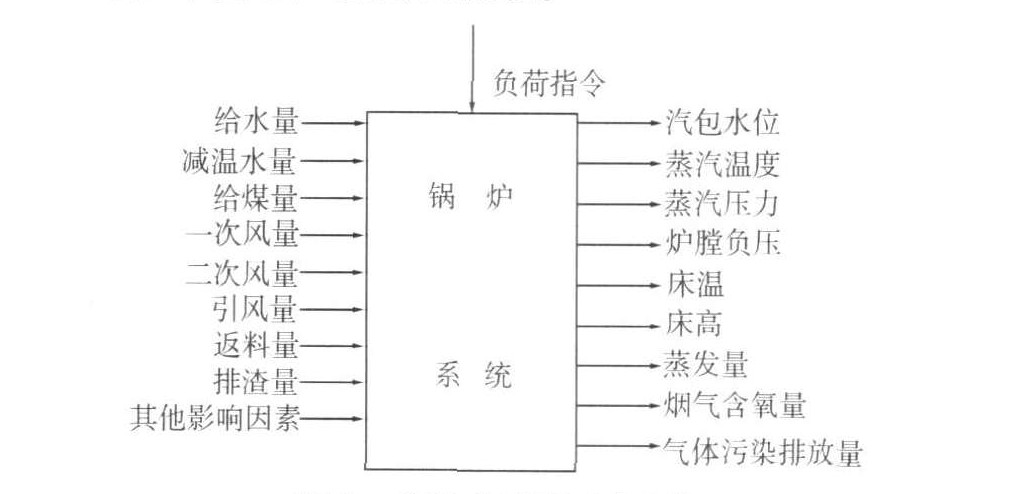 负荷指令
给水量
减温水量
给煤量
一次风量
二次风量
引风量
返料量
排渣量
其他影响因素
锅 炉
系 统
汽包水位
蒸汽温度
蒸汽压力
炉膛负压
床温
床高
蒸发量
烟气含氧量
气体污染排放量